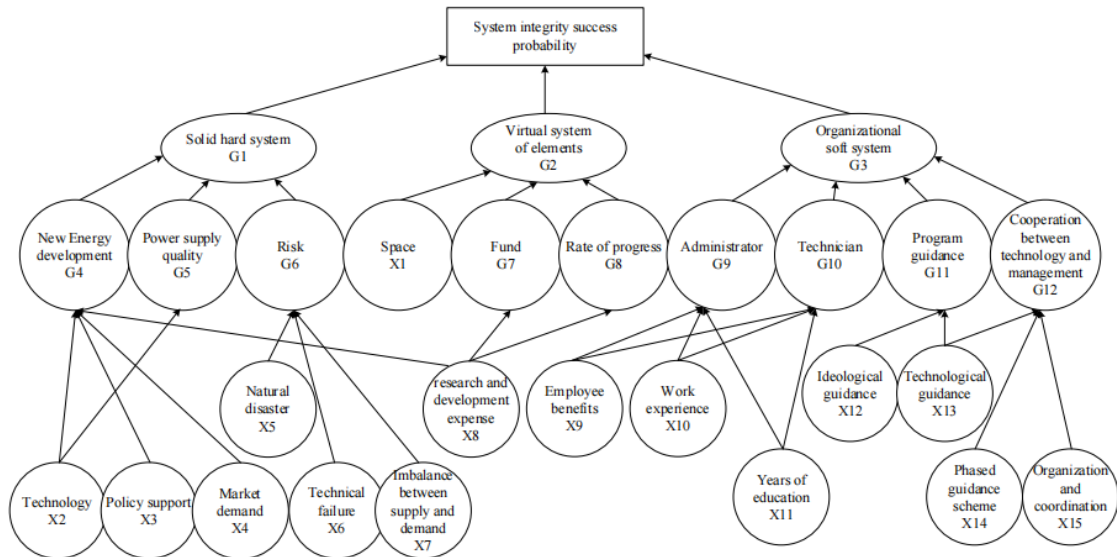 System integrity success
probability
Solid hard system
G1
Virtual system
of elements
G2
Organizational
soft system
G3
New Energy
development
G4
Power supply
quality
G5
Risk
G6
Space
X1
Fund
G7
Rate of progress
G8
Administrator
G9
Technician
G10
Program
guidance
G11
Cooperation
between
technology and
management
G12
Natural
disaster
X5
research and
development
expense
X8
Employee
benefits
X9
Work
experience
X10
Ideological
guidance
X12
Technological
guidance
X13
Technology
X2
Policy support
X3
Market
demand
X4
Technical
failure
X6
Imbalance
between
supply and
demand
X7
Years of
education
X11
Phased
guidance
scheme
X14
Organization
and
coordination
X15